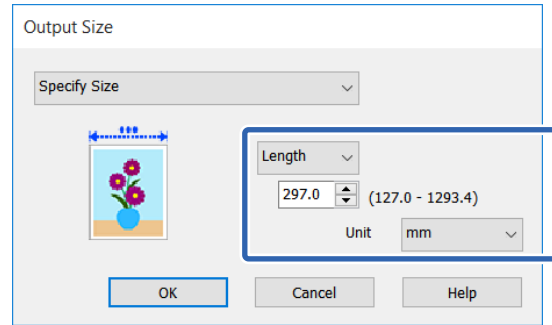 Output Size
Specify Size
Length
297.0 (127.0 - 1293.4)
Unit mm
OK Cancel Help